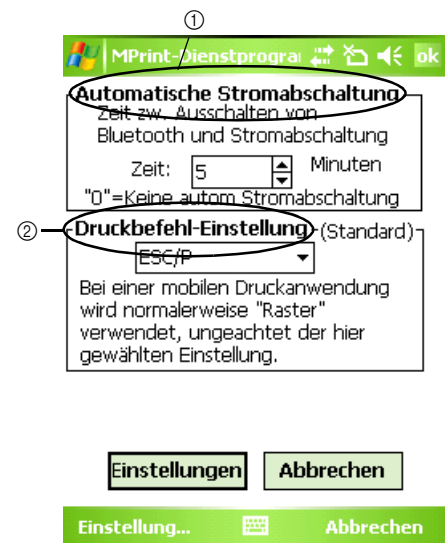 ①
MPrint-Dienstprogra ok
Automatische Stromabschaltung
Zeit zw. Ausschalten von
Bluetooth und Stromabschaltung
Zeit: 5 Minuten
"0"=Keine autom Stromabschaltung
② Druckbefehl-Einstellung (Standard)
ESC/P
Bei einer mobilen Druckanwendung
wird normalerweise "Raster"
verwendet, ungeachtet der hier
gewählten Einstellung.
Einstellungen Abbrechen
Einstellung... Abbrechen